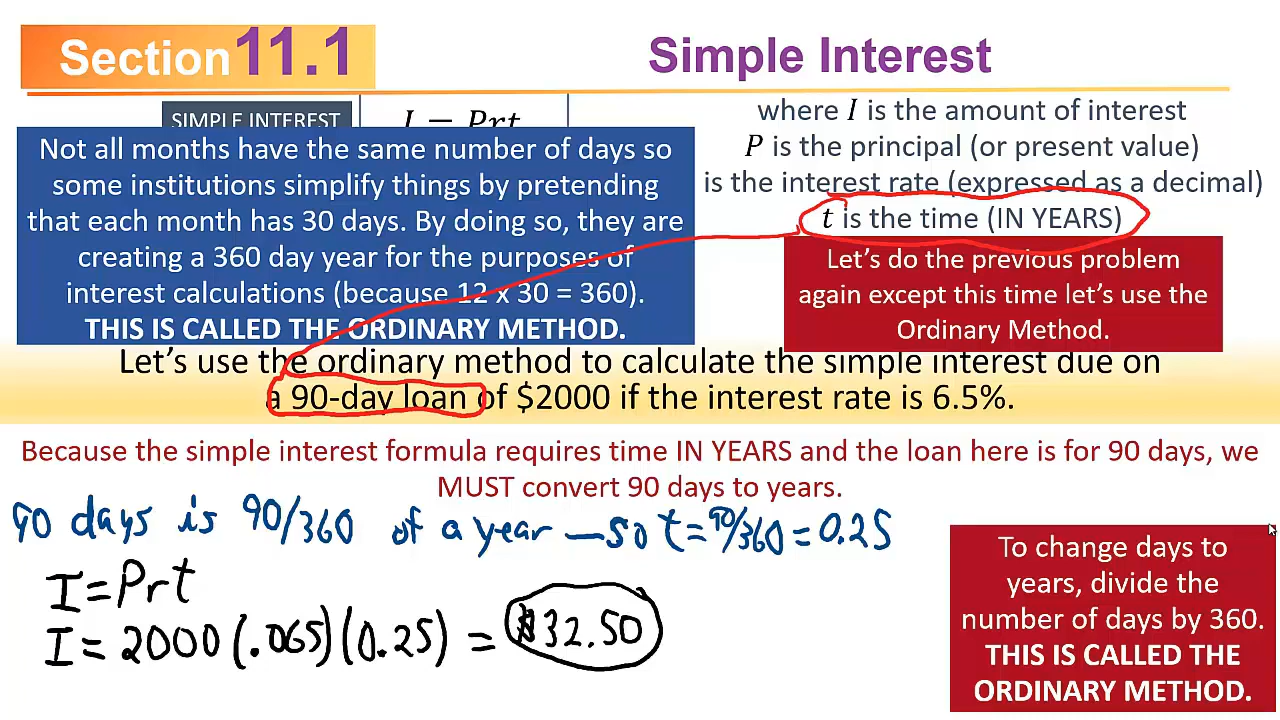 Section 11.1
Simple Interest
SIMPLE INTEREST
I = Prt
where I is the amount of interest
P is the principal (or present value)
is the interest rate (expressed as a decimal)
t is the time (IN YEARS)
Not all months have the same number of days so
some institutions simplify things by pretending
that each month has 30 days. By doing so, they are
creating a 360 day year for the purposes of
interest calculations (because 12 x 30 = 360).
THIS IS CALLED THE ORDINARY METHOD.
Let's do the previous problem
again except this time let's use the
Ordinary Method.
Let's use the ordinary method to calculate the simple interest due on
a 90-day loan of $2000 if the interest rate is 6.5%.
Because the simple interest formula requires time IN YEARS and the loan here is for 90 days, we
MUST convert 90 days to years.
90 days is 90/360 of a year — so t = 90/360 = 0.25
I = Prt
I = 2000 (.065)(0.25) = $32.50
To change days to
years, divide the
number of days by 360.
THIS IS CALLED THE
ORDINARY METHOD.